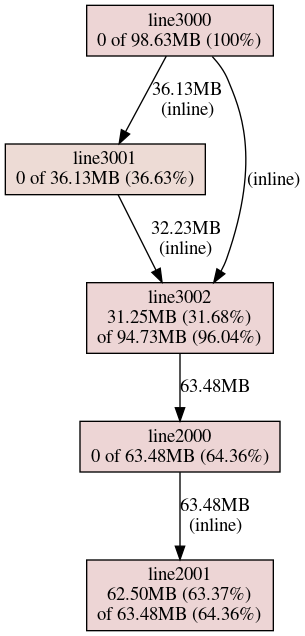 line3000
0 of 98.63MB (100%)
36.13MB
(inline)
line3001
0 of 36.13MB (36.63%)
(inline)
32.23MB
(inline)
line3002
31.25MB (31.68%)
of 94.73MB (96.04%)
63.48MB
line2000
0 of 63.48MB (64.36%)
63.48MB
(inline)
line2001
62.50MB (63.37%)
of 63.48MB (64.36%)